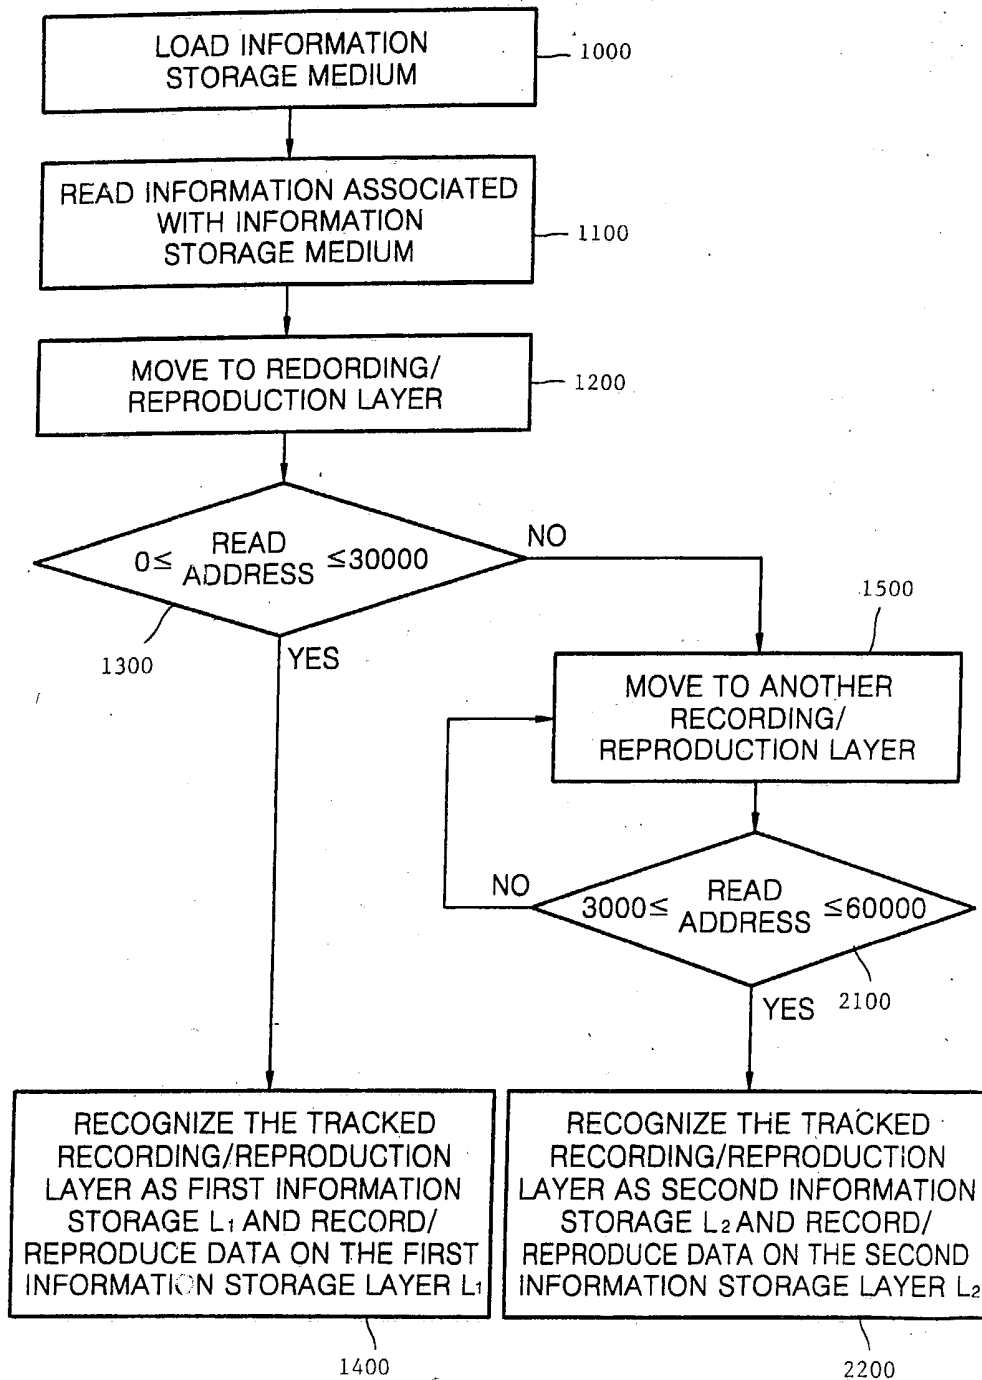 LOAD INFORMATION
STORAGE MEDIUM
1000
READ INFORMATION ASSOCIATED
WITH INFORMATION
STORAGE MEDIUM
1100
MOVE TO REDORDING/
REPRODUCTION LAYER
1200
0≤ READ ADDRESS ≤30000
NO
1300
YES
1500
MOVE TO ANOTHER
RECORDING/
REPRODUCTION LAYER
NO
3000≤ READ ADDRESS ≤60000
YES
2100
RECOGNIZE THE TRACKED
RECORDING/REPRODUCTION
LAYER AS FIRST INFORMATION
STORAGE L₁ AND RECORD/
REPRODUCE DATA ON THE FIRST
INFORMATION STORAGE LAYER L₁
1400
RECOGNIZE THE TRACKED
RECORDING/REPRODUCTION
LAYER AS SECOND INFORMATION
STORAGE L₂ AND RECORD/
REPRODUCE DATA ON THE SECOND
INFORMATION STORAGE LAYER L₂
2200